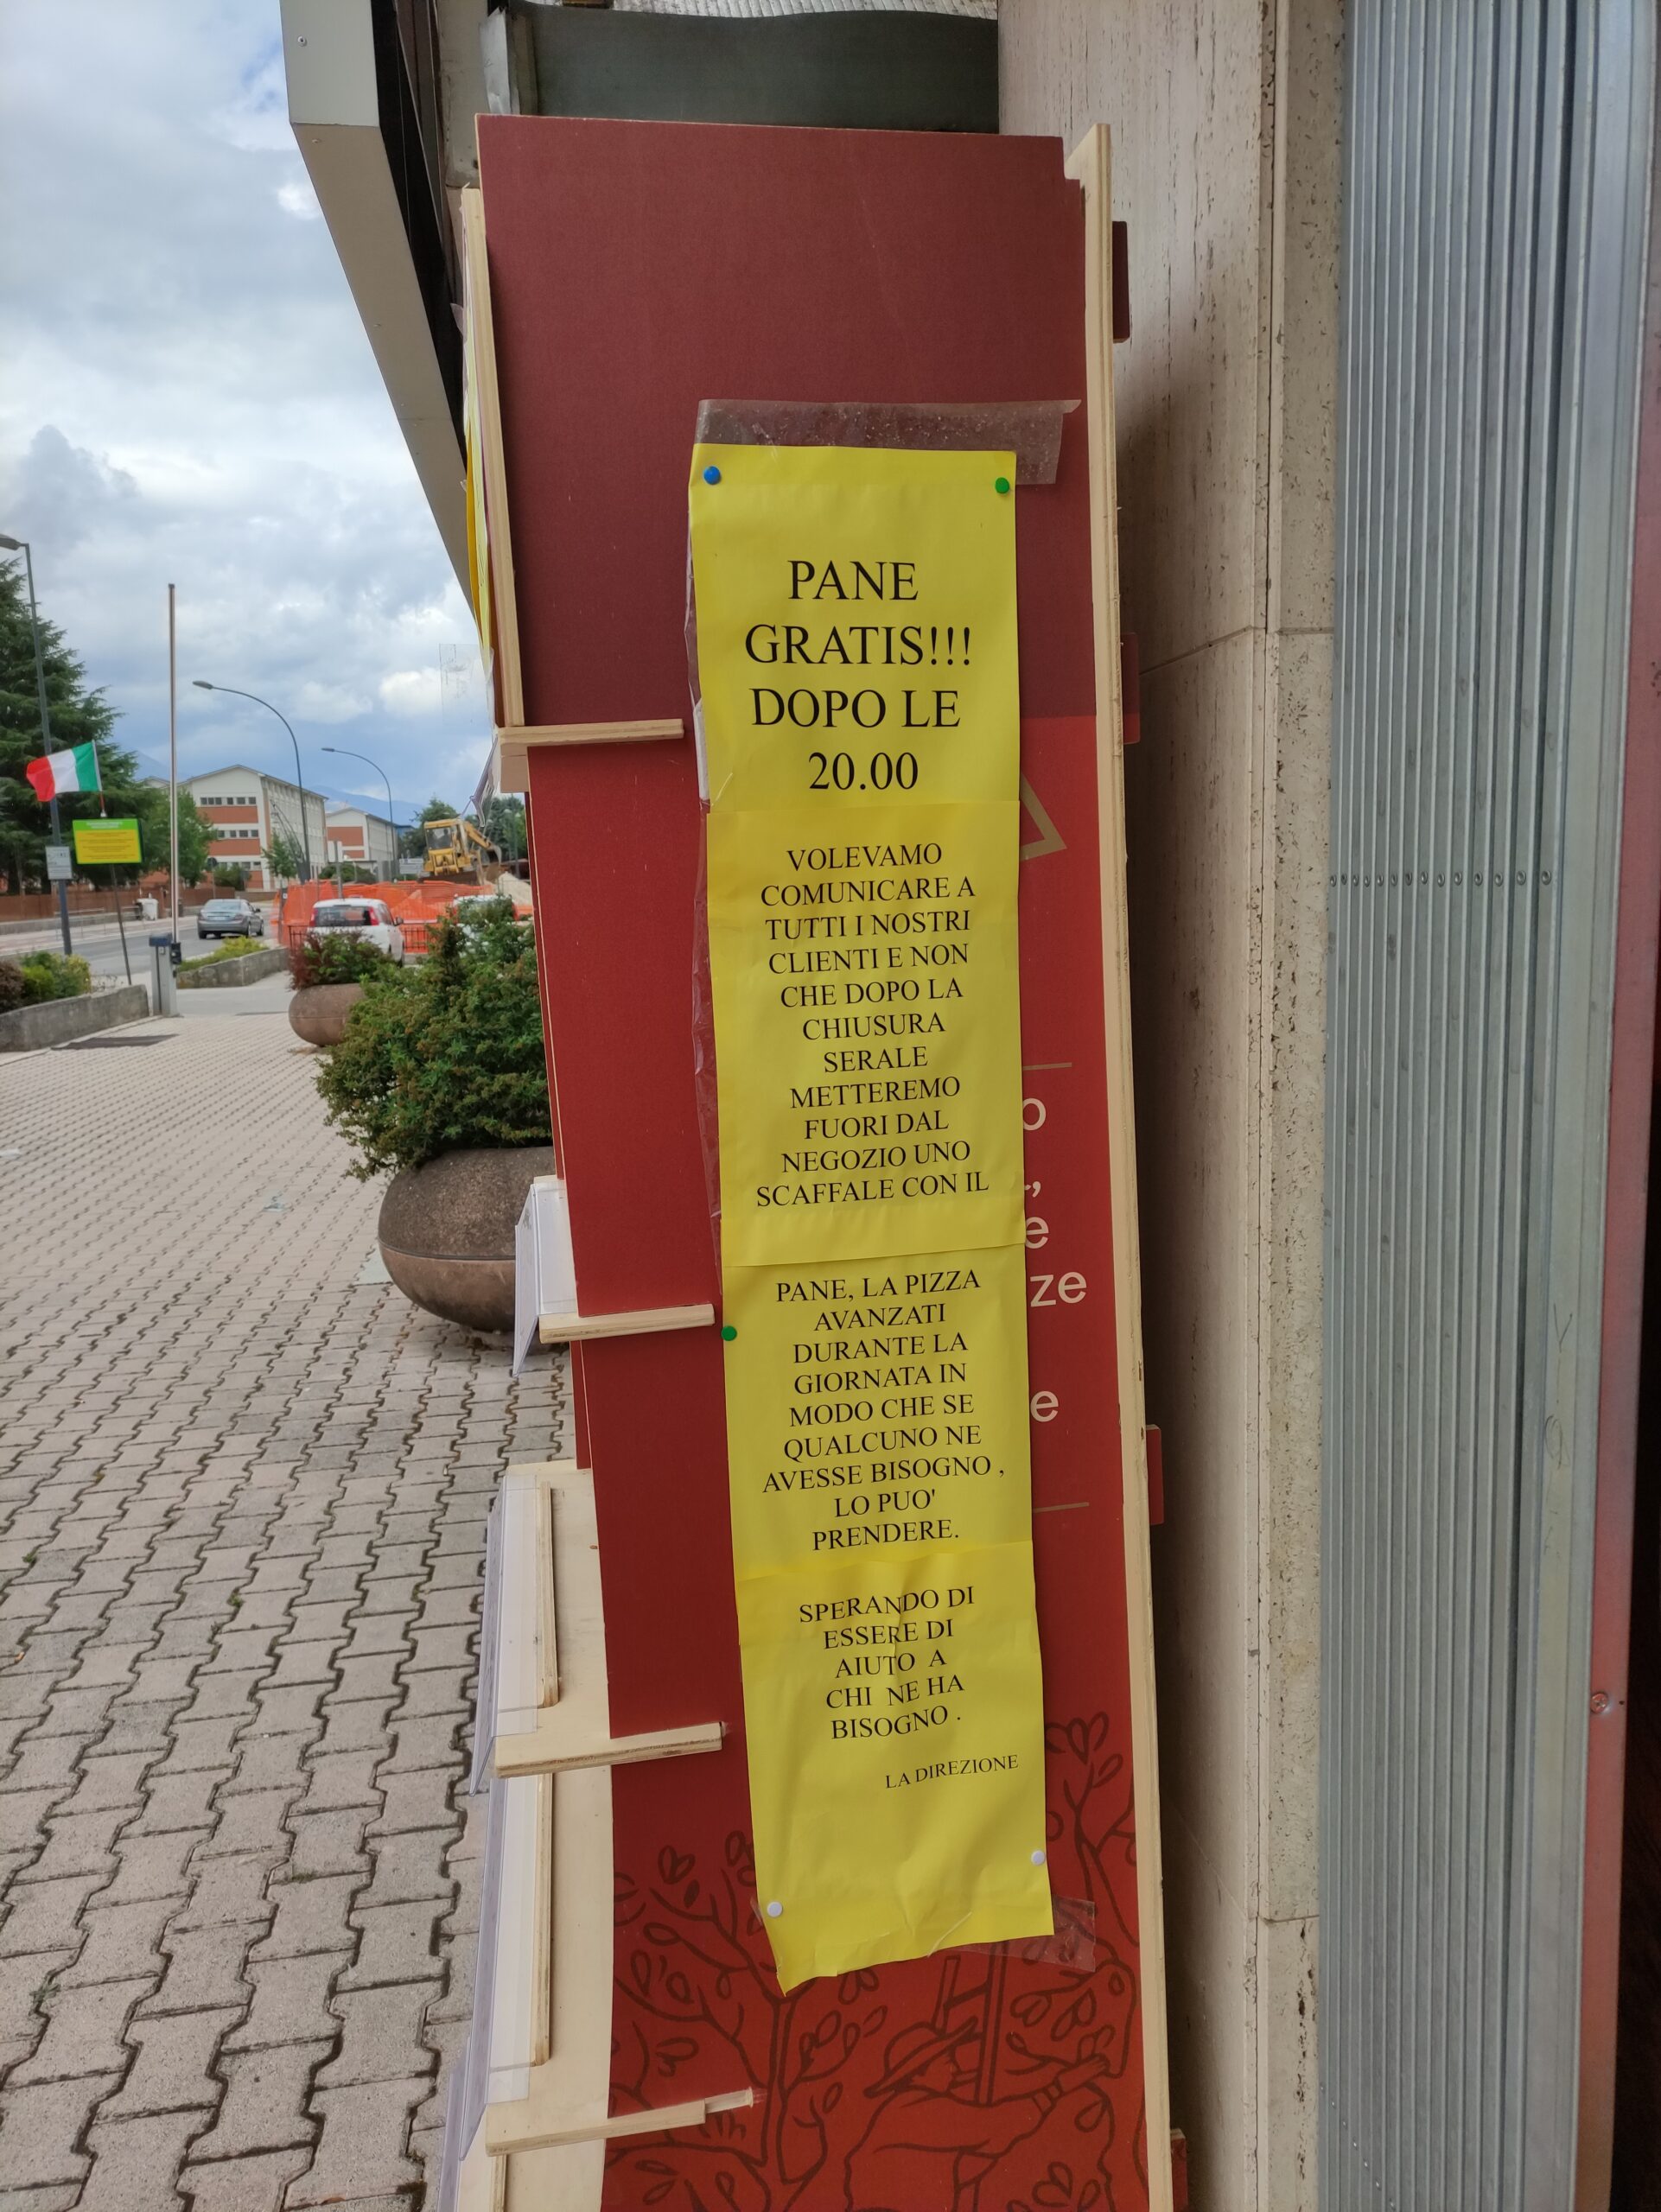 PANE
GRATIS!!!
DOPO LE
20.00
VOLEVAMO
COMUNICARE A
TUTTI I NOSTRI
CLIENTI E NON
CHE DOPO LA
CHIUSURA
SERALE
METTEREMO
FUORI DAL
NEGOZIO UNO
SCAFFALE CON IL
PANE, LA PIZZA
AVANZATI
DURANTE LA
GIORNATA IN
MODO CHE SE
QUALCUNO NE
AVESSE BISOGNO ,
LO PUO'
PRENDERE.
SPERANDO DI
ESSERE DI
AIUTO A
CHI NE HA
BISOGNO .
LA DIREZIONE
o
,
e
ze
e